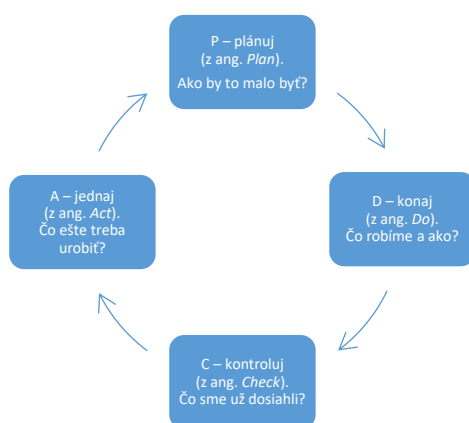 P – plánuj
(z ang. Plan).
Ako by to malo byť?
D – konaj
(z ang. Do).
Čo robíme a ako?
C – kontroluj
(z ang. Check).
Čo sme už dosiahli?
A – jednaj
(z ang. Act).
Čo ešte treba
urobiť?